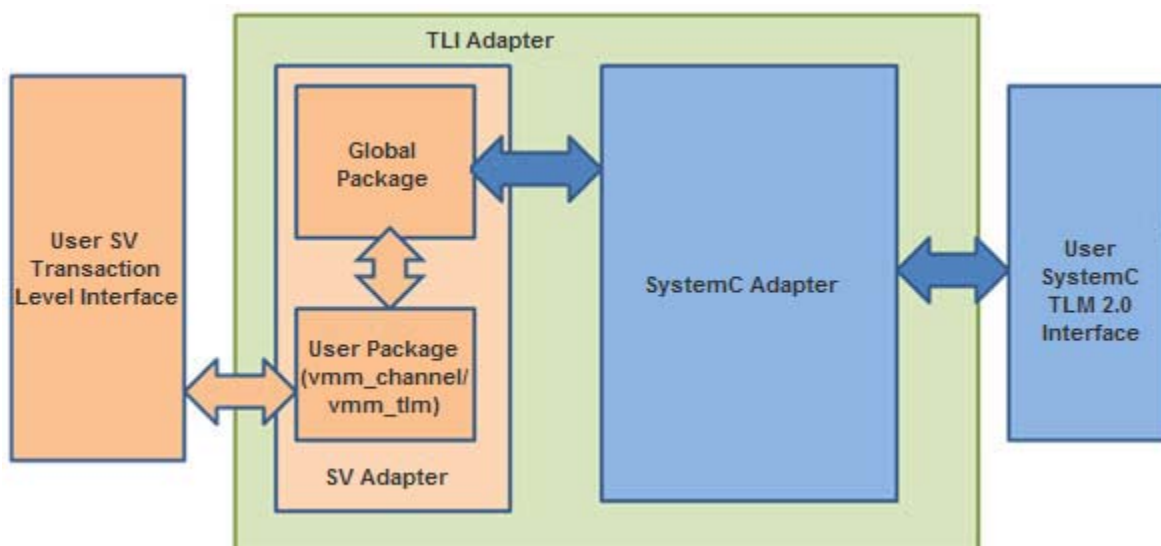 TLI Adapter
User SV
Transaction
Level Interface
Global
Package
User Package
(vmm_channel/
vmm_tlm)
SV Adapter
SystemC Adapter
User
SystemC
TLM 2.0
Interface